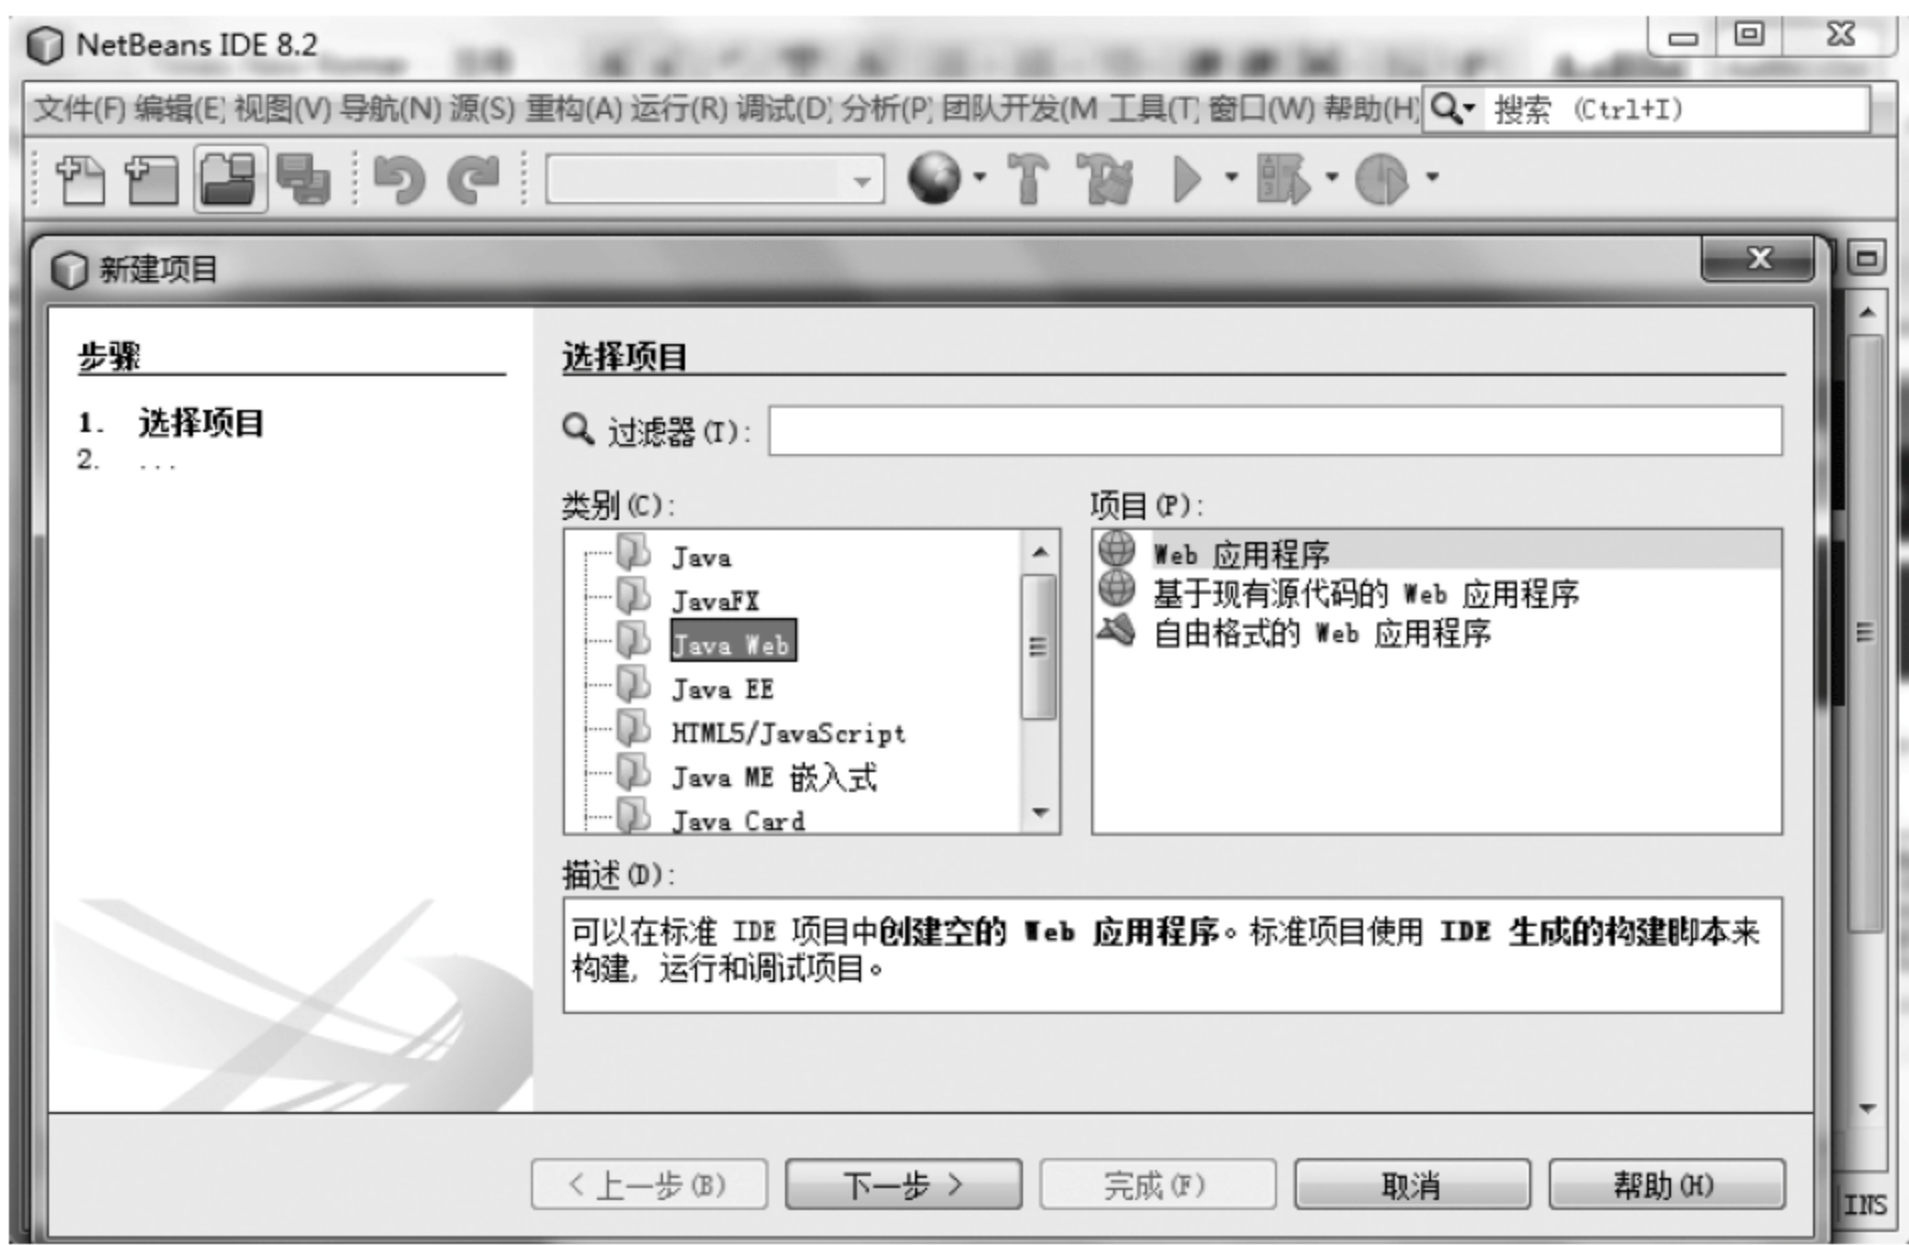 NetBeans IDE 8.2
文件(F) 编辑(E) 视图(V) 导航(N) 源(S) 重构(A) 运行(R) 调试(D) 分析(P) 团队开发(M 工具(T) 窗口(W) 帮助(H) 搜索 (Ctrl+I)
新建项目
步骤
1. 选择项目
2. ...
选择项目
过滤器(T):
类别(C):
Java
JavaFX
Java Web
Java EE
HTML5/JavaScript
Java ME 嵌入式
Java Card
项目(P):
Web 应用程序
基于现有源代码的 Web 应用程序
自由格式的 Web 应用程序
描述(D):
可以在标准 IDE 项目中创建空的 Web 应用程序。标准项目使用 IDE 生成的构建脚本来
构建, 运行和调试项目。
< 上一步(B) 下一步 > 完成(F) 取消 帮助(H)
INS